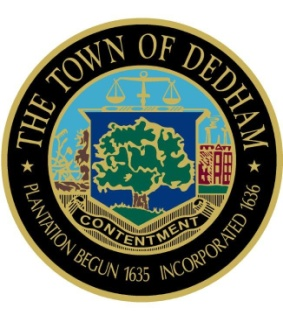 THE TOWN OF DEDHAM
CONTENTMENT
PLANTATION BEGUN 1635 INCORPORATED 1636